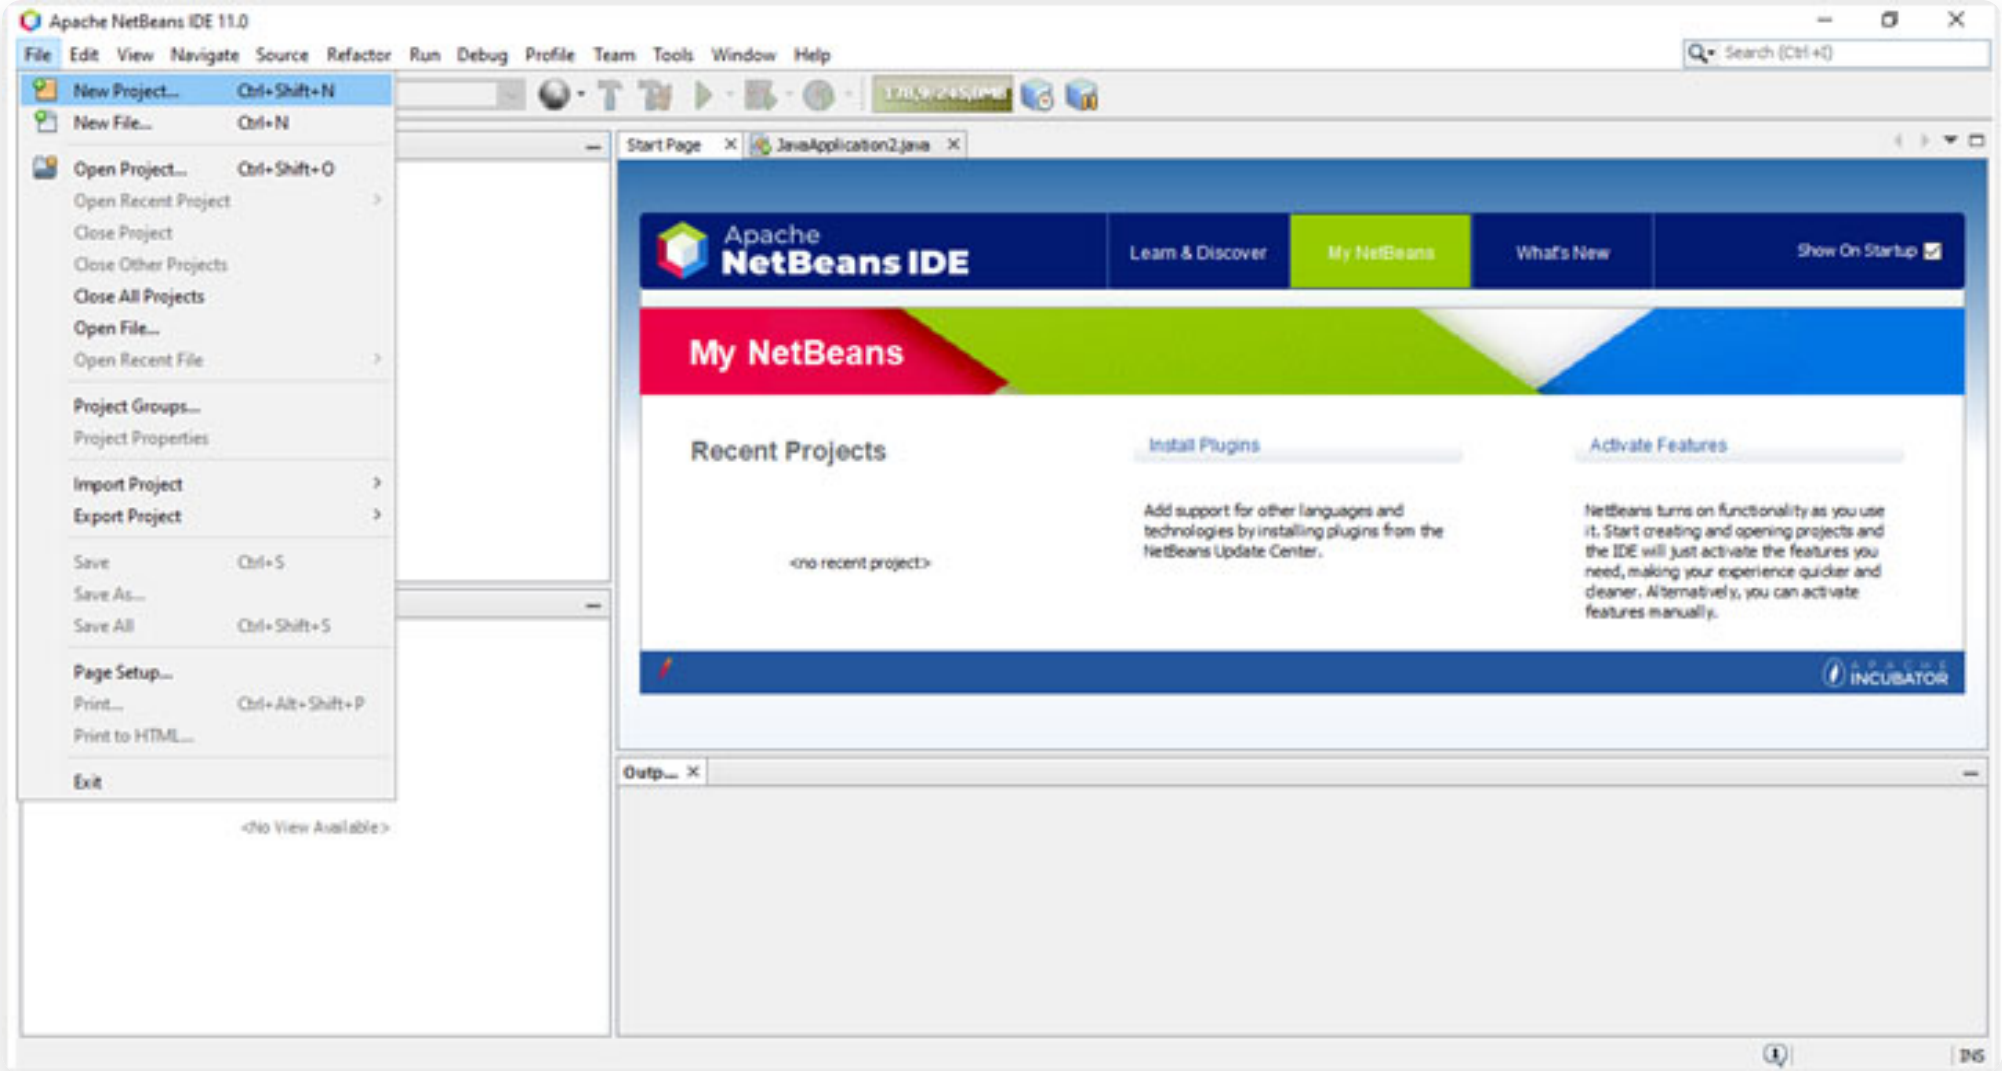 Apache NetBeans IDE 11.0
File Edit View Navigate Source Refactor Run Debug Profile Team Tools Window Help
Search (Ctrl+I)
New Project... Ctrl+Shift+N
New File... Ctrl+N
Open Project... Ctrl+Shift+O
Open Recent Project
Close Project
Close Other Projects
Close All Projects
Open File...
Open Recent File
Project Groups...
Project Properties
Import Project
Export Project
Save Ctrl+S
Save As...
Save All Ctrl+Shift+S
Page Setup...
Print... Ctrl+Alt+Shift+P
Print to HTML...
Exit
<No View Available>
178,9/245,0MB
Start Page JavaApplication2.java
Apache
NetBeans IDE
Learn & Discover
My NetBeans
What's New
Show On Startup
My NetBeans
Recent Projects
<no recent project>
Install Plugins
Add support for other languages and
technologies by installing plugins from the
NetBeans Update Center.
Activate Features
NetBeans turns on functionality as you use
it. Start creating and opening projects and
the IDE will just activate the features you
need, making your experience quicker and
cleaner. Alternatively, you can activate
features manually.
APACHE
INCUBATOR
Outp...
INS